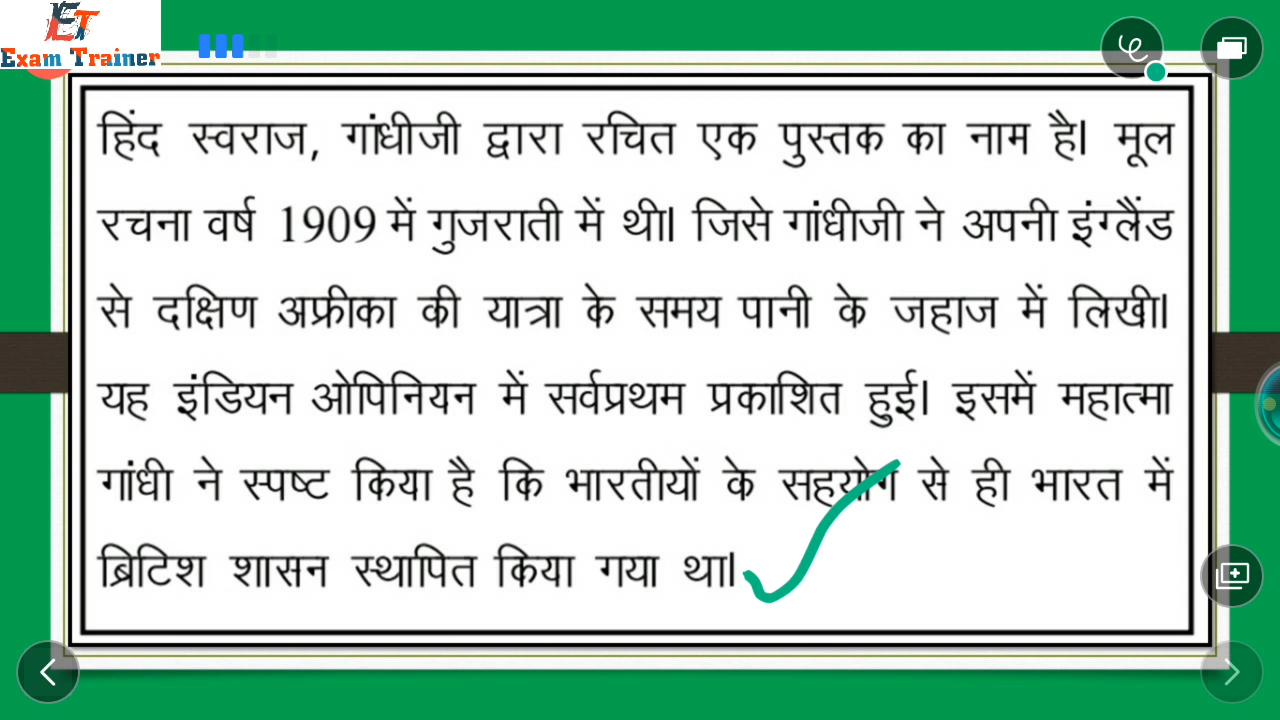 ET
Exam Trainer
हिंद स्वराज, गांधीजी द्वारा रचित एक पुस्तक का नाम है। मूल
रचना वर्ष 1909 में गुजराती में थी। जिसे गांधीजी ने अपनी इंग्लैंड
से दक्षिण अफ्रीका की यात्रा के समय पानी के जहाज में लिखी।
यह इंडियन ओपिनियन में सर्वप्रथम प्रकाशित हुई। इसमें महात्मा
गांधी ने स्पष्ट किया है कि भारतीयों के सहयोग से ही भारत में
ब्रिटिश शासन स्थापित किया गया था।